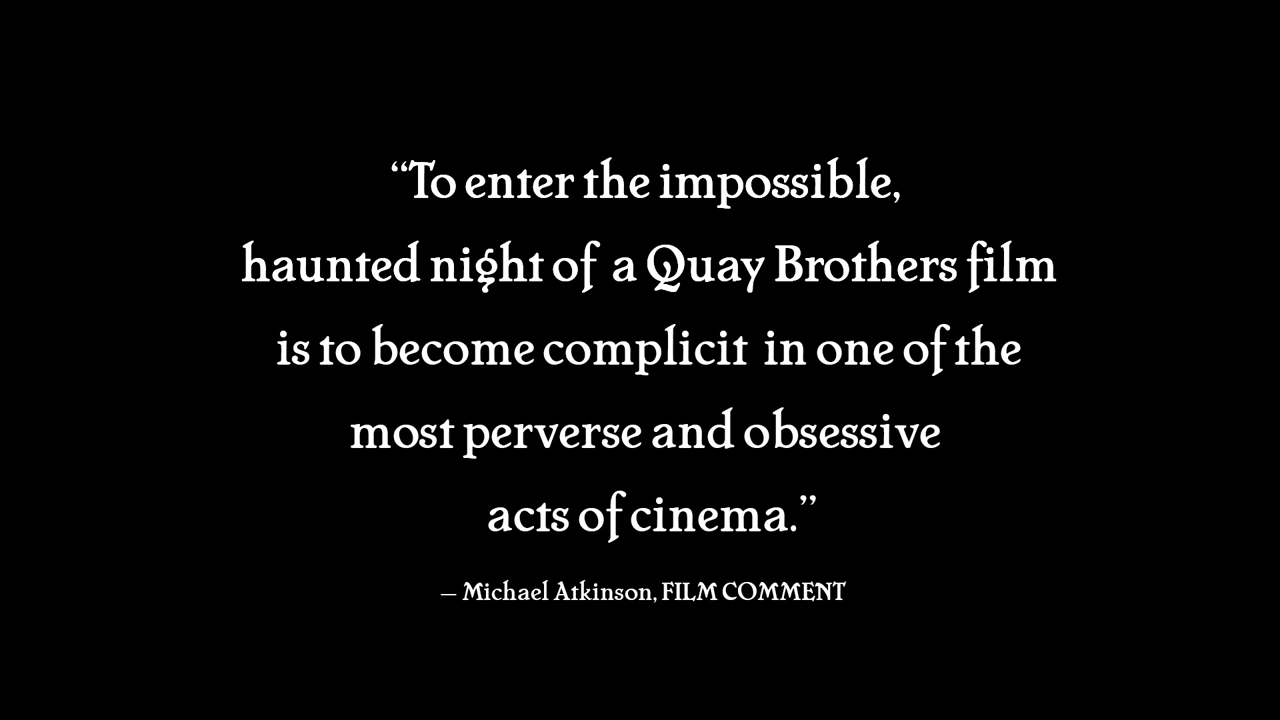 “To enter the impossible,
haunted night of a Quay Brothers film
is to become complicit in one of the
most perverse and obsessive
acts of cinema.”
— Michael Atkinson, FILM COMMENT